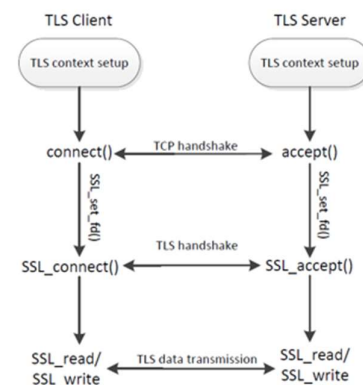 TLS Client TLS Server
TLS context setup TLS context setup
TCP handshake
connect() accept()
SSL_set_fd() SSL_set_fd()
TLS handshake
SSL_connect() SSL_accept()
SSL_read/ SSL_read/
TLS data transmission
SSL_write SSL_write